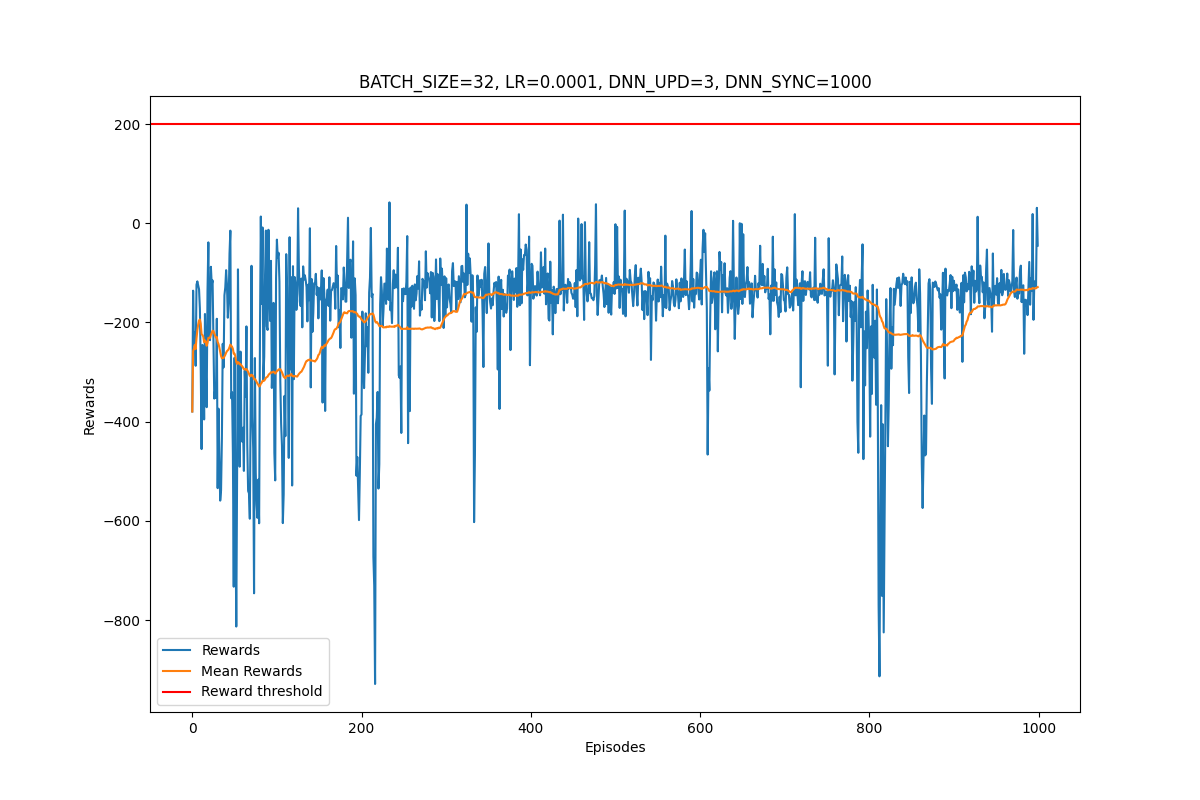 BATCH_SIZE=32, LR=0.0001, DNN_UPD=3, DNN_SYNC=1000
200
0
−200
−400
−600
−800
Rewards
Rewards
Mean Rewards
Reward threshold
0
200
400
600
800
1000
Episodes